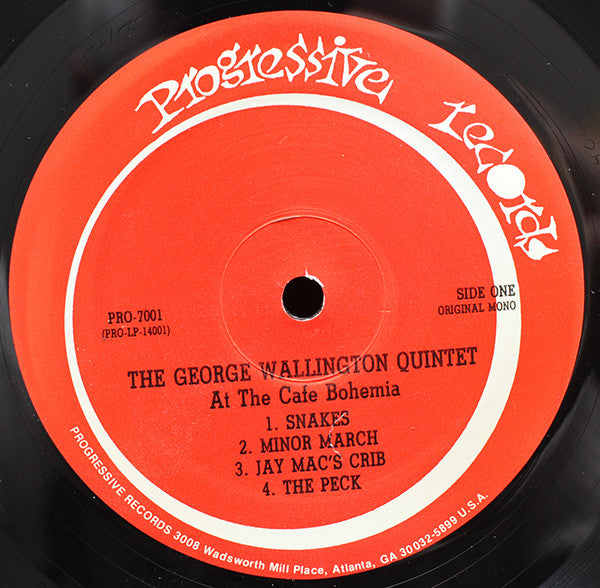 Progressive records
PRO-7001
(PRO-LP-14001)
SIDE ONE
ORIGINAL MONO
THE GEORGE WALLINGTON QUINTET
At The Cafe Bohemia
1. SNAKES
2. MINOR MARCH
3. JAY MAC'S CRIB
4. THE PECK
PROGRESSIVE RECORDS 3008 Wadsworth Mill Place, Atlanta, GA 30032-5899 U.S.A.